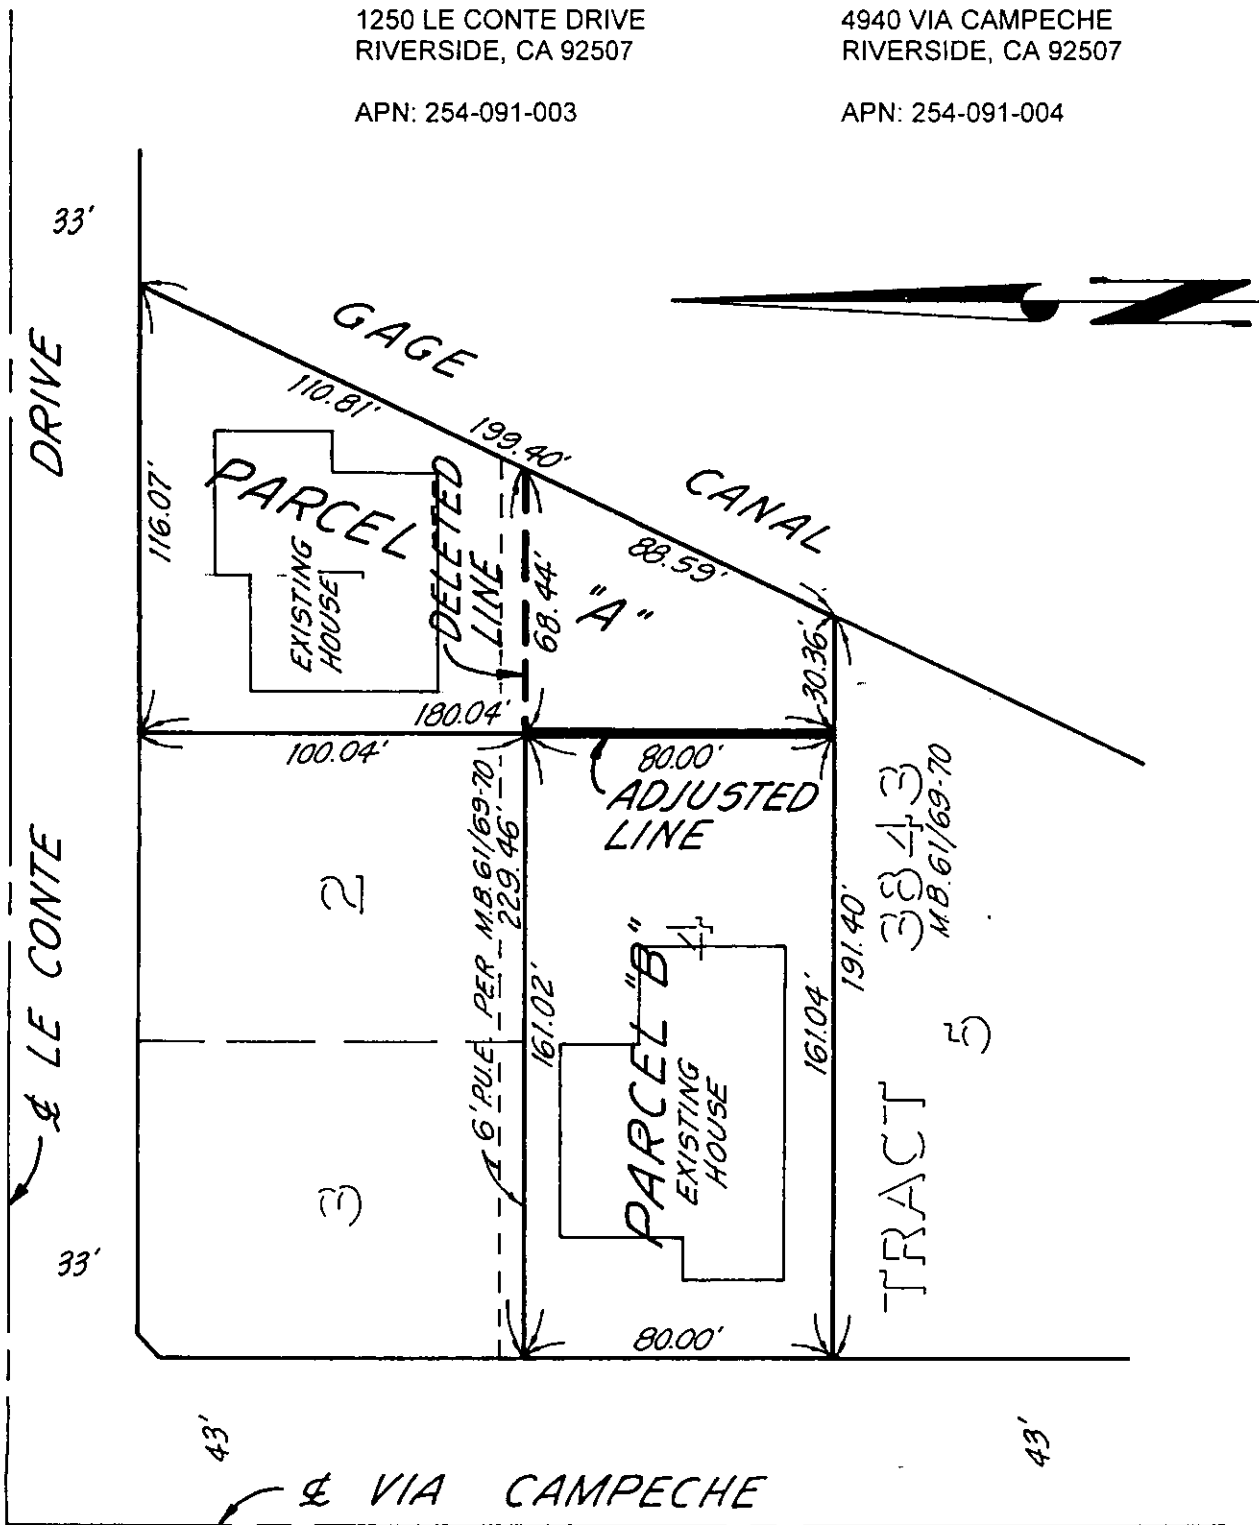 1250 LE CONTE DRIVE
RIVERSIDE, CA 92507
APN: 254-091-003
4940 VIA CAMPECHE
RIVERSIDE, CA 92507
APN: 254-091-004
33'
DRIVE
GAGE
CANAL
N
110.81'
199.40'
88.59'
116.07'
PARCEL
"A"
EXISTING
HOUSE
DELETED
LINE
68.44'
30.36'
180.04'
100.04'
80.00'
ADJUSTED
LINE
2
6' P.U.E. PER M.B. 61/69-70
229.46'
161.02'
PARCEL "B"
4
EXISTING
HOUSE
161.04'
191.40'
TRACT 3843
M.B. 61/69-70
5
3
℄ LE CONTE
33'
80.00'
43'
43'
℄ VIA CAMPECHE